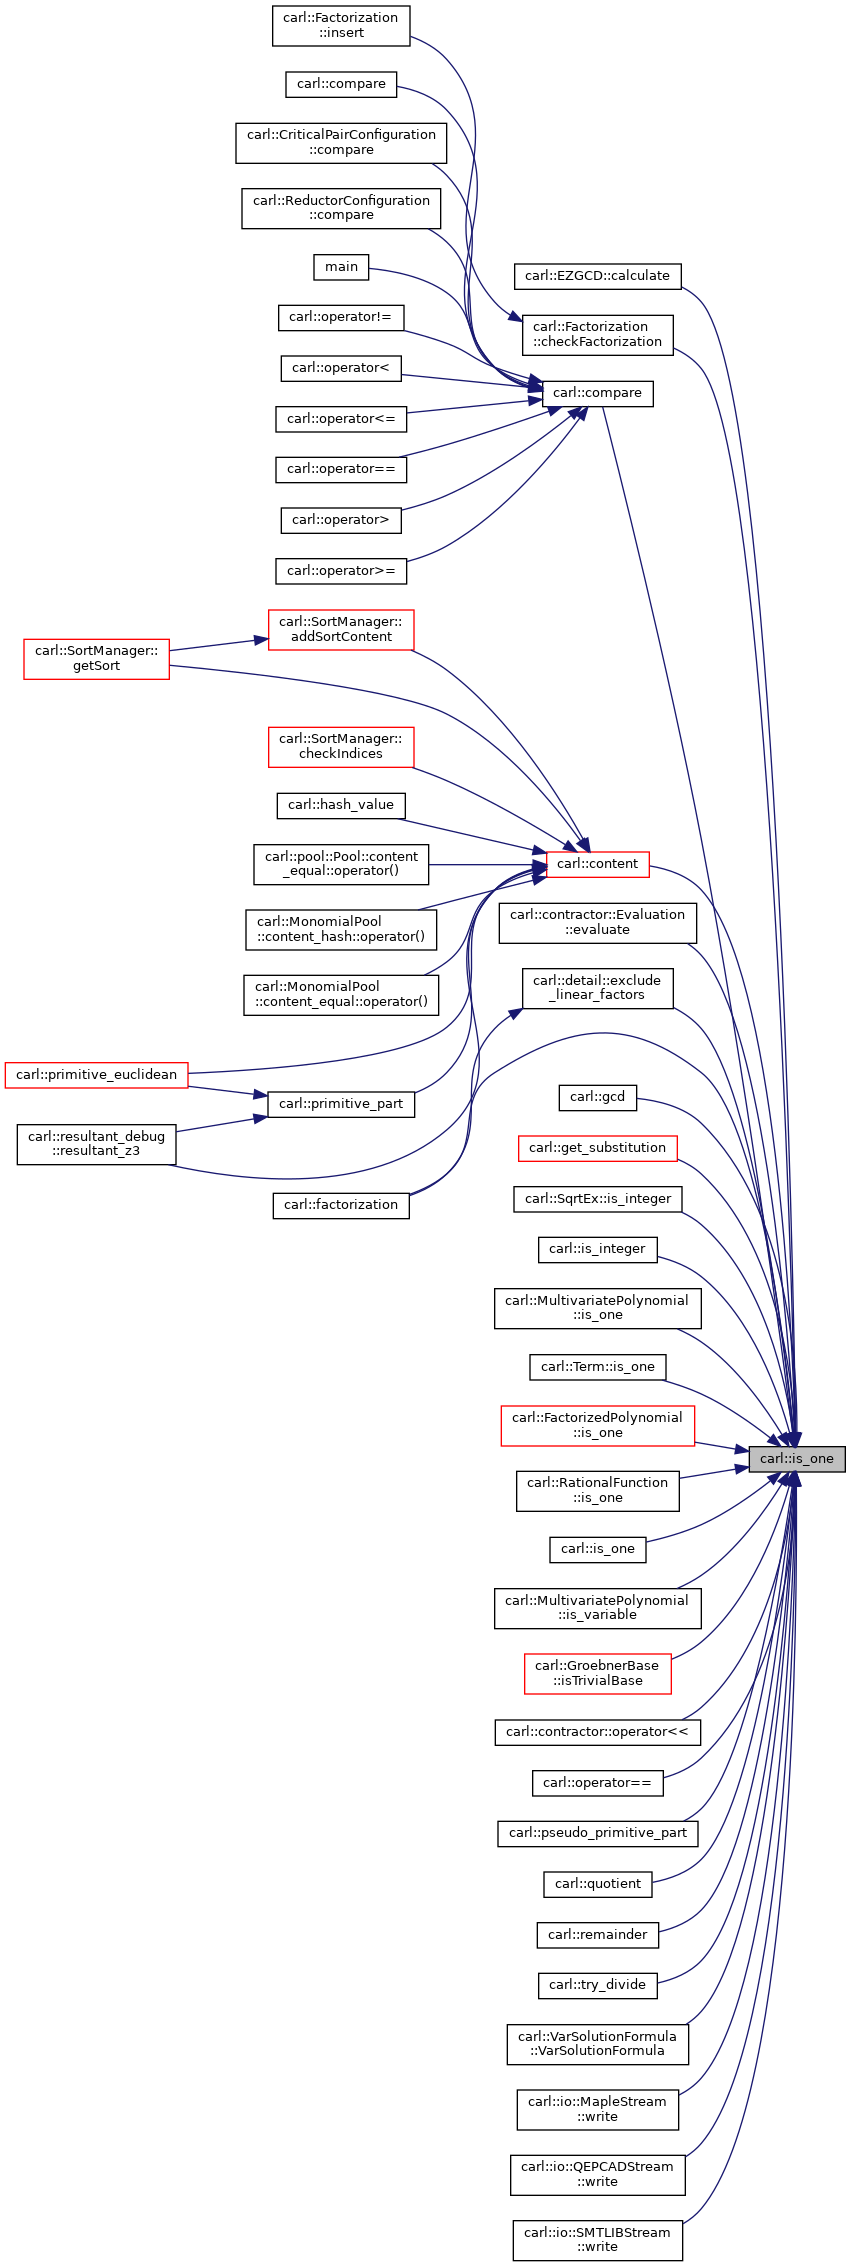 carl::Factorization
::insert
carl::compare
carl::CriticalPairConfiguration
::compare
carl::ReductorConfiguration
::compare
main
carl::operator!=
carl::operator<
carl::operator<=
carl::operator==
carl::operator>
carl::operator>=
carl::SortManager::
addSortContent
carl::SortManager::
getSort
carl::SortManager::
checkIndices
carl::hash_value
carl::pool::Pool::content
_equal::operator()
carl::MonomialPool
::content_hash::operator()
carl::MonomialPool
::content_equal::operator()
carl::primitive_euclidean
carl::primitive_part
carl::resultant_debug
::resultant_z3
carl::factorization
carl::EZGCD::calculate
carl::Factorization
::checkFactorization
carl::compare
carl::content
carl::contractor::Evaluation
::evaluate
carl::detail::exclude
_linear_factors
carl::gcd
carl::get_substitution
carl::SqrtEx::is_integer
carl::is_integer
carl::MultivariatePolynomial
::is_one
carl::Term::is_one
carl::FactorizedPolynomial
::is_one
carl::RationalFunction
::is_one
carl::is_one
carl::MultivariatePolynomial
::is_variable
carl::GroebnerBase
::isTrivialBase
carl::contractor::operator<<
carl::operator==
carl::pseudo_primitive_part
carl::quotient
carl::remainder
carl::try_divide
carl::VarSolutionFormula
::VarSolutionFormula
carl::io::MapleStream
::write
carl::io::QEPCADStream
::write
carl::io::SMTLIBStream
::write
carl::is_one